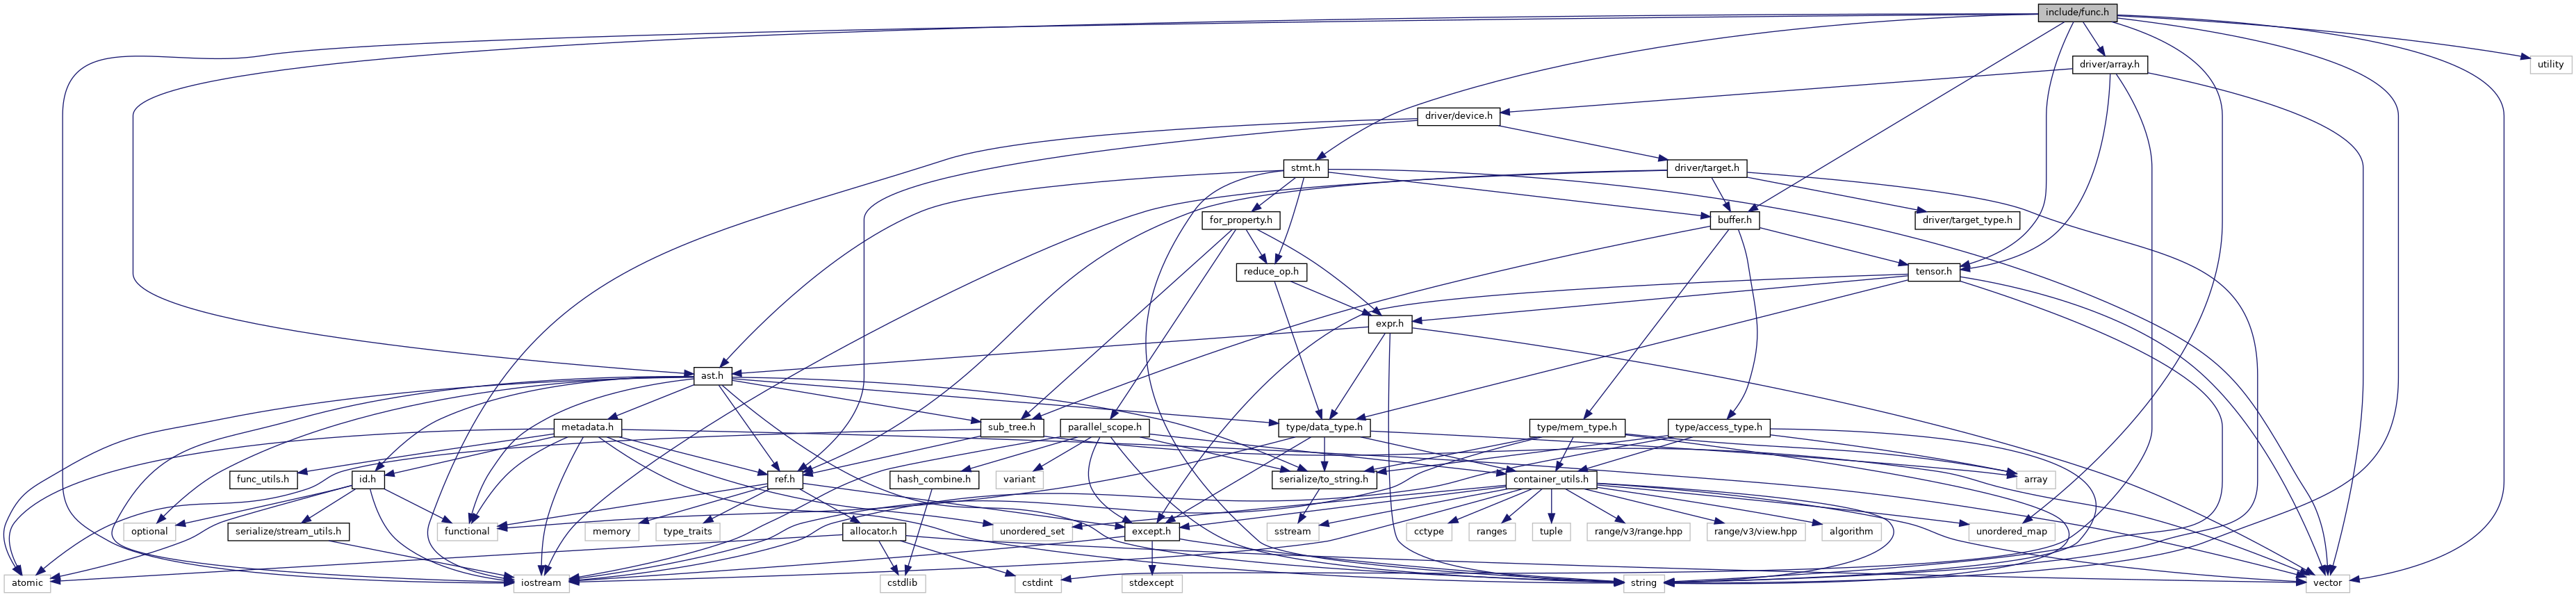 include/func.h
driver/array.h
utility
driver/device.h
stmt.h
driver/target.h
for_property.h
buffer.h
driver/target_type.h
reduce_op.h
tensor.h
expr.h
ast.h
metadata.h
sub_tree.h
parallel_scope.h
type/data_type.h
type/mem_type.h
type/access_type.h
func_utils.h
id.h
ref.h
hash_combine.h
variant
serialize/to_string.h
container_utils.h
array
optional
serialize/stream_utils.h
functional
memory
type_traits
allocator.h
unordered_set
except.h
sstream
cctype
ranges
tuple
range/v3/range.hpp
range/v3/view.hpp
algorithm
unordered_map
atomic
iostream
cstdlib
cstdint
stdexcept
string
vector